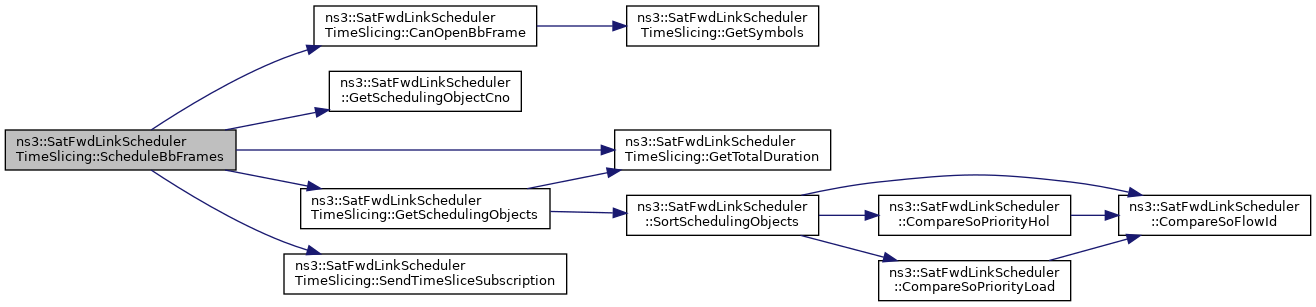 ns3::SatFwdLinkScheduler
TimeSlicing::ScheduleBbFrames
ns3::SatFwdLinkScheduler
TimeSlicing::CanOpenBbFrame
ns3::SatFwdLinkScheduler
TimeSlicing::GetSymbols
ns3::SatFwdLinkScheduler
::GetSchedulingObjectCno
ns3::SatFwdLinkScheduler
TimeSlicing::GetTotalDuration
ns3::SatFwdLinkScheduler
TimeSlicing::GetSchedulingObjects
ns3::SatFwdLinkScheduler
::SortSchedulingObjects
ns3::SatFwdLinkScheduler
::CompareSoPriorityHol
ns3::SatFwdLinkScheduler
::CompareSoFlowId
ns3::SatFwdLinkScheduler
::CompareSoPriorityLoad
ns3::SatFwdLinkScheduler
TimeSlicing::SendTimeSliceSubscription